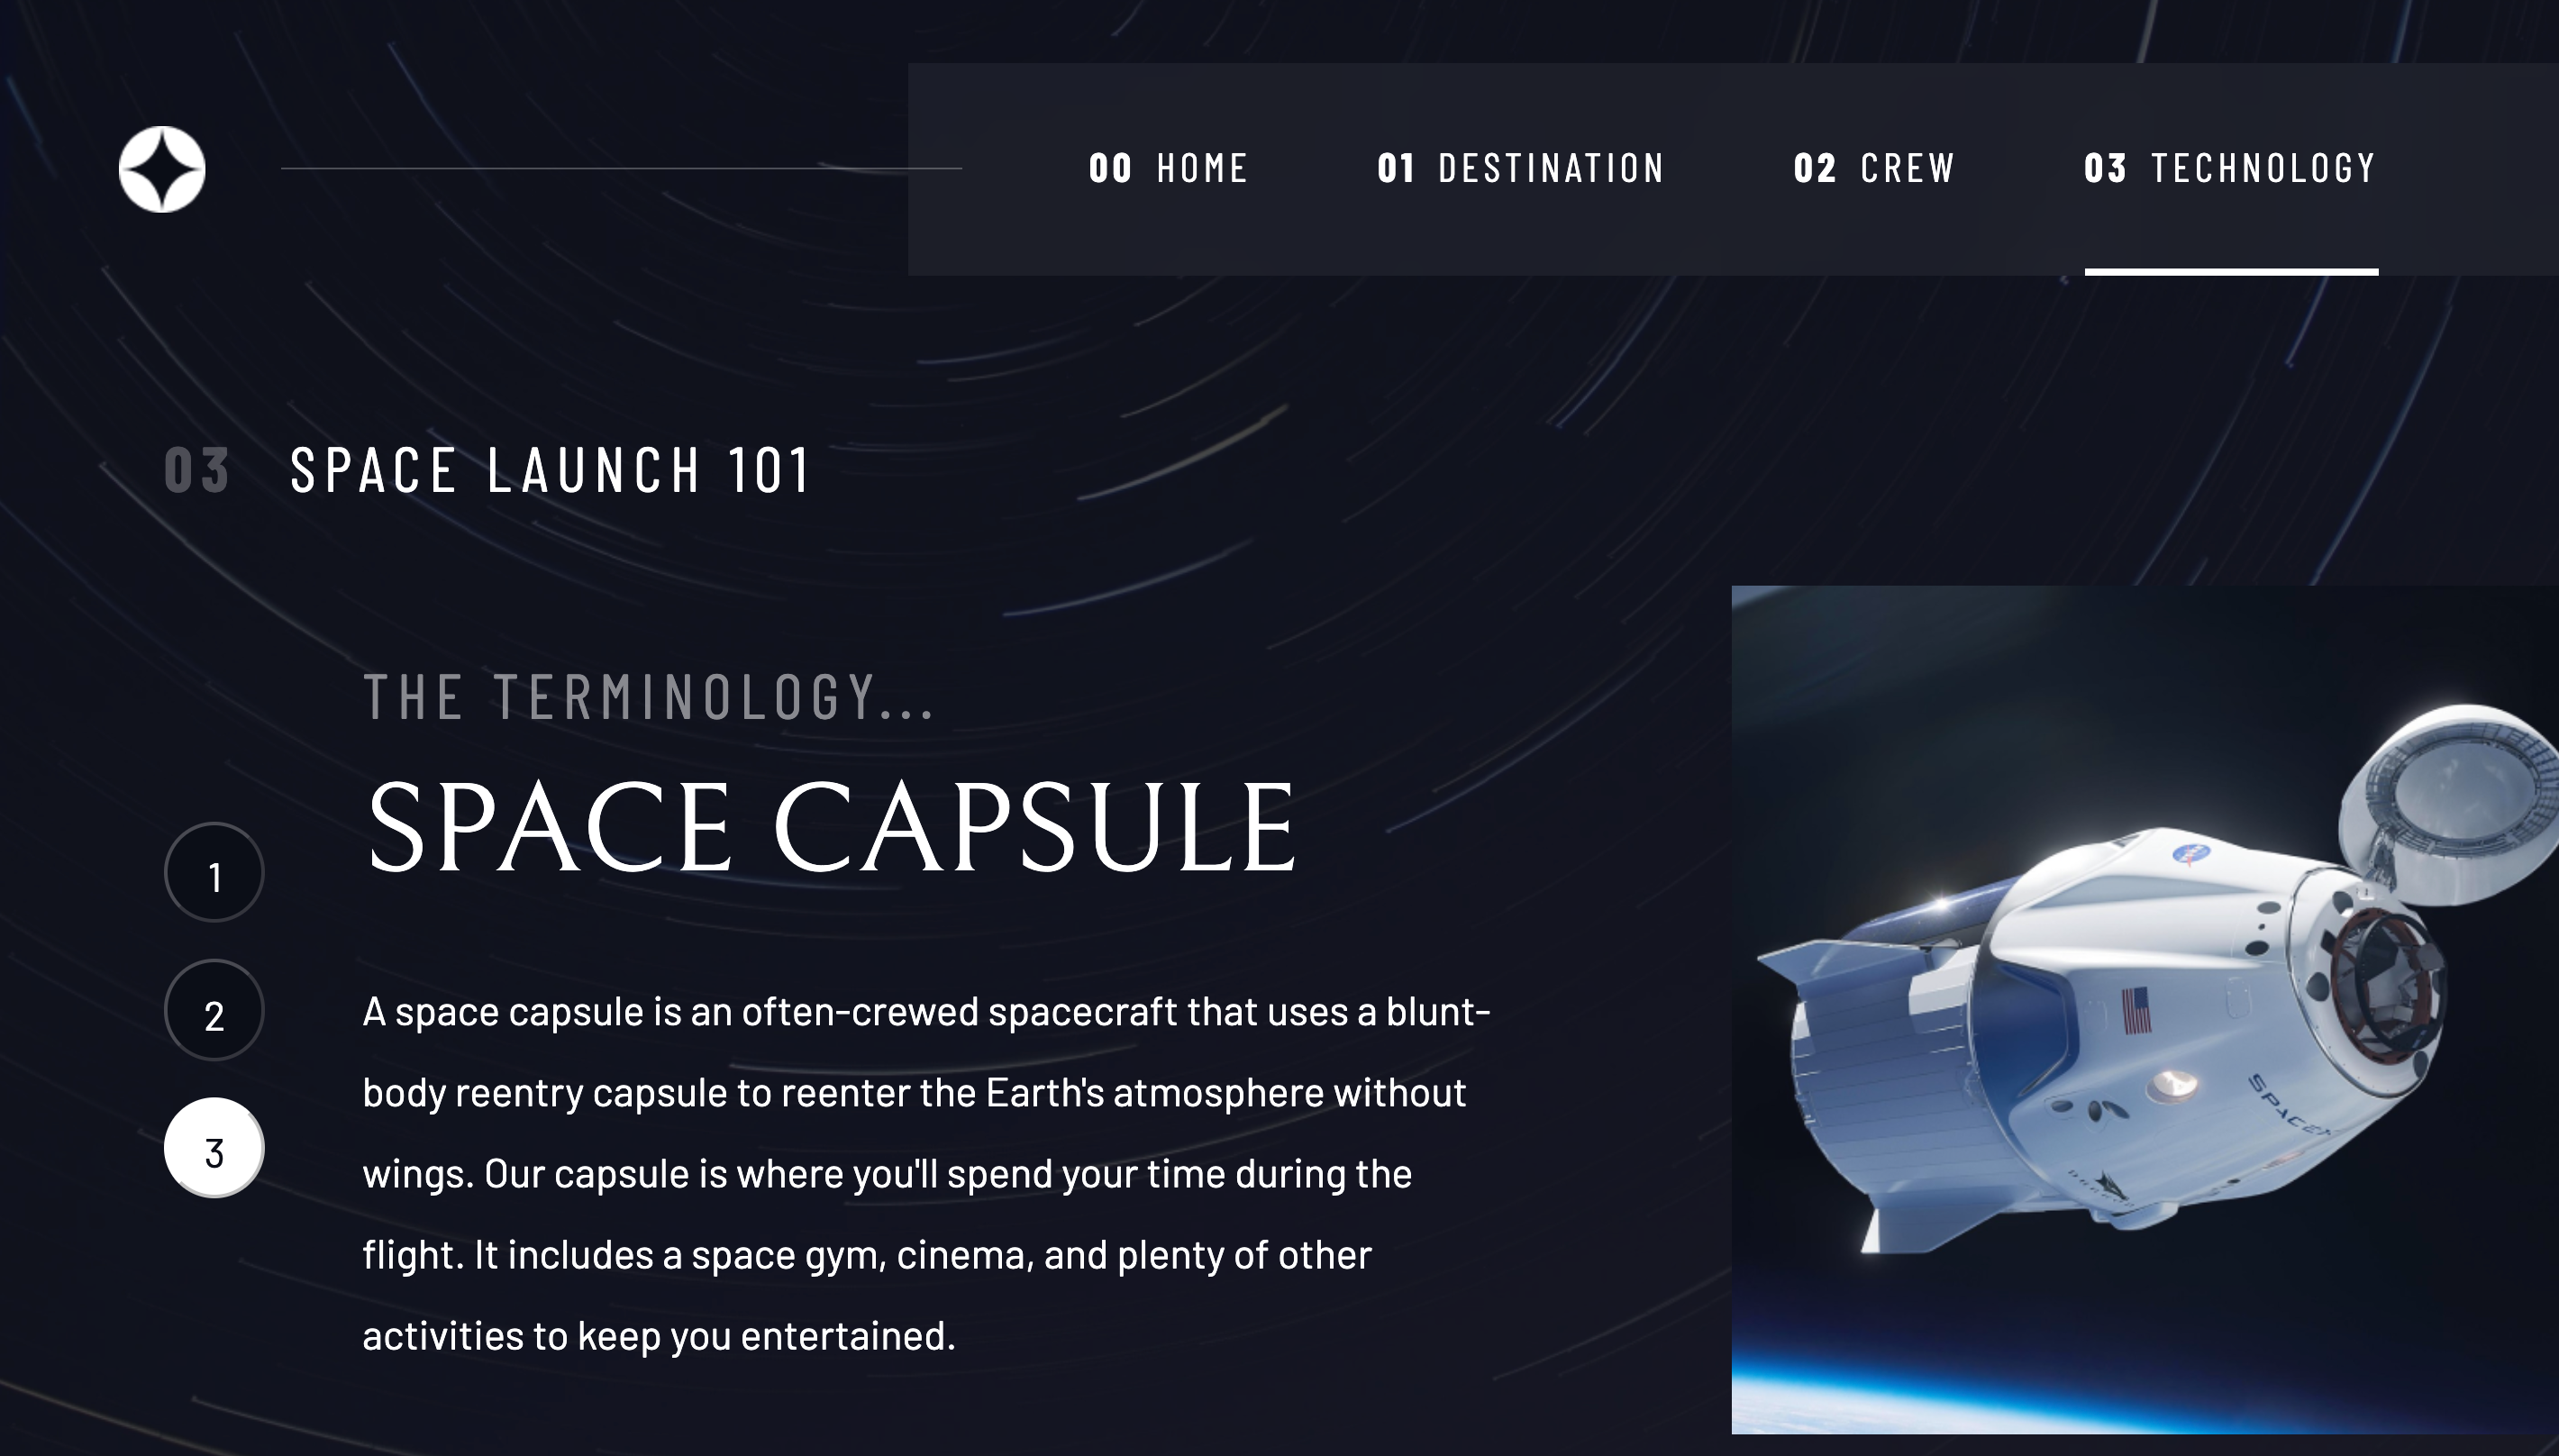 00 HOME 01 DESTINATION 02 CREW 03 TECHNOLOGY
03 SPACE LAUNCH 101
THE TERMINOLOGY...
SPACE CAPSULE
1
2
3
A space capsule is an often-crewed spacecraft that uses a blunt-
body reentry capsule to reenter the Earth's atmosphere without
wings. Our capsule is where you'll spend your time during the
flight. It includes a space gym, cinema, and plenty of other
activities to keep you entertained.
NASA
SPACEX
DRAGON